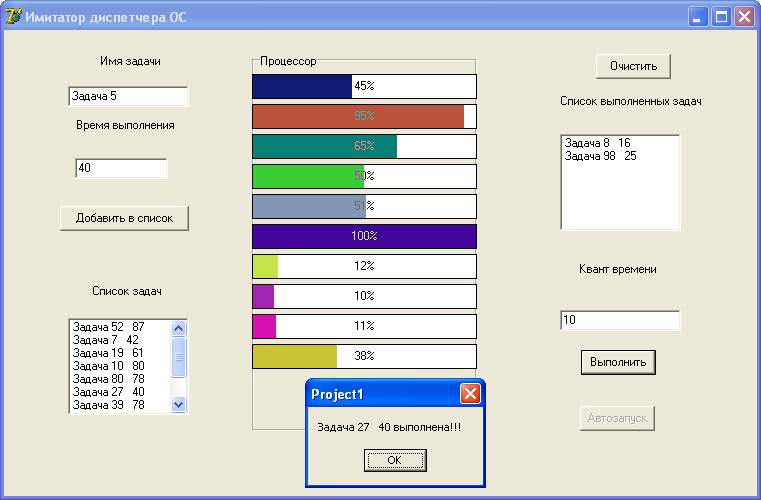 Имитатор диспетчера ОС
Имя задачи
Задача 5
Время выполнения
40
Добавить в список
Список задач
Задача 52 87
Задача 7 42
Задача 19 61
Задача 10 80
Задача 80 78
Задача 27 40
Задача 39 78
Процессор
45%
95%
65%
50%
51%
100%
12%
10%
11%
38%
Project1
Задача 27 40 выполнена!!!
OK
Очистить
Список выполненных задач
Задача 8 16
Задача 98 25
Квант времени
10
Выполнить
Автозапуск